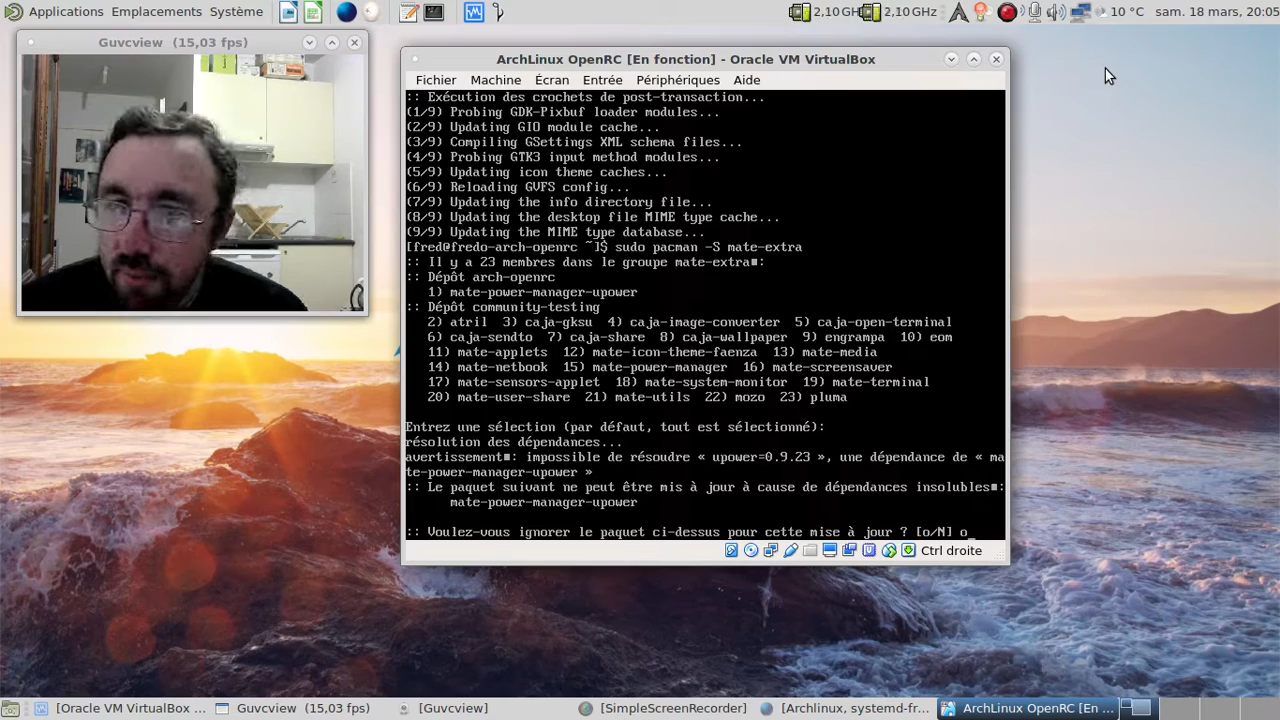 Applications Emplacements Système
2,10 GHz 2,10 GHz 10 °C sam. 18 mars, 20:05
Guvcview (15,03 fps)
ArchLinux OpenRC [En fonction] - Oracle VM VirtualBox
Fichier Machine Écran Entrée Périphériques Aide
:: Exécution des crochets de post-transaction...
(1/9) Probing GDK-Pixbuf loader modules...
(2/9) Updating GIO module cache...
(3/9) Compiling GSettings XML schema files...
(4/9) Probing GTK3 input method modules...
(5/9) Updating icon theme caches...
(6/9) Reloading GVFS config...
(7/9) Updating the info directory file...
(8/9) Updating the desktop file MIME type cache...
(9/9) Updating the MIME type database...
[fred@fredo-arch-openrc ~]$ sudo pacman -S mate-extra
:: Il y a 23 membres dans le groupe mate-extra■:
:: Dépôt arch-openrc
1) mate-power-manager-upower
:: Dépôt community-testing
2) atril 3) caja-gksu 4) caja-image-converter 5) caja-open-terminal
6) caja-sendto 7) caja-share 8) caja-wallpaper 9) engrampa 10) eom
11) mate-applets 12) mate-icon-theme-faenza 13) mate-media
14) mate-netbook 15) mate-power-manager 16) mate-screensaver
17) mate-sensors-applet 18) mate-system-monitor 19) mate-terminal
20) mate-user-share 21) mate-utils 22) mozo 23) pluma
Entrez une sélection (par défaut, tout est sélectionné):
résolution des dépendances...
avertissement■: impossible de résoudre « upower=0.9.23 », une dépendance de « ma
te-power-manager-upower »
:: Le paquet suivant ne peut être mis à jour à cause de dépendances insolubles■:
mate-power-manager-upower
:: Voulez-vous ignorer le paquet ci-dessus pour cette mise à jour ? [o/N] o_
Ctrl droite
[Oracle VM VirtualBox ... Guvcview (15,03 fps) [Guvcview] [SimpleScreenRecorder] [Archlinux, systemd-fr... ArchLinux OpenRC [En ...